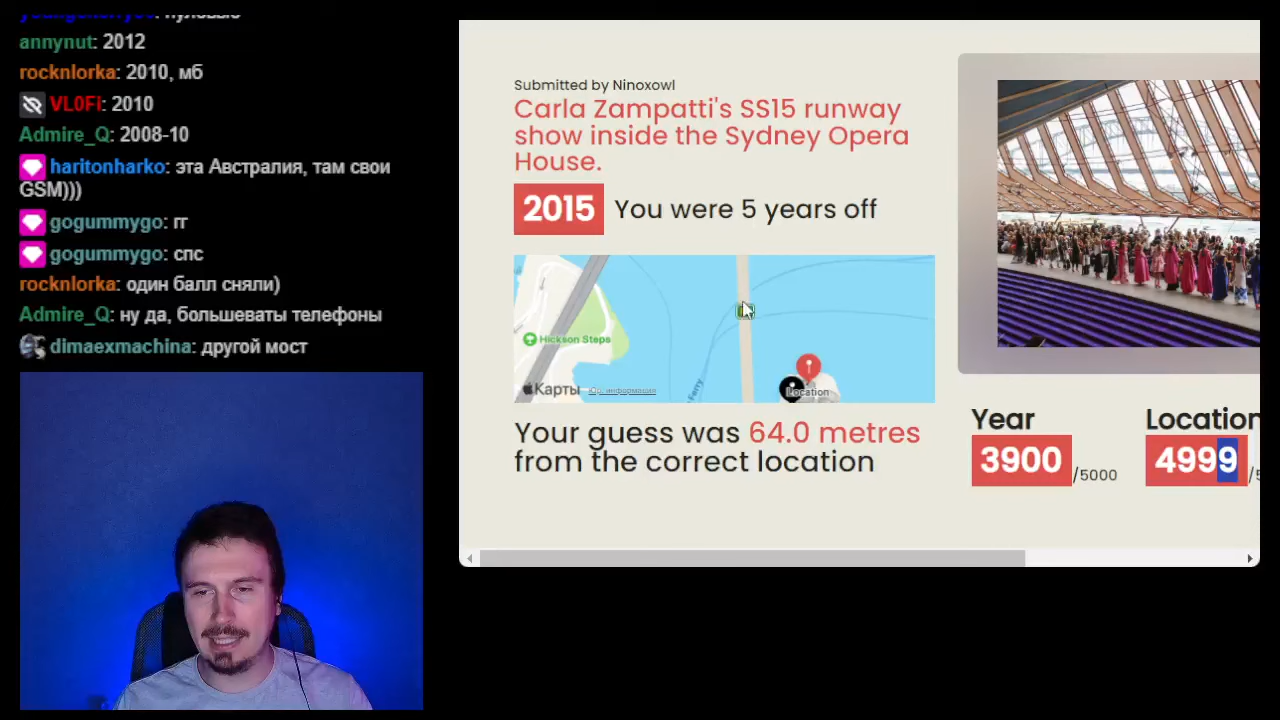 annynut: 2012
rocknlorka: 2010, мб
VL0Fi: 2010
Admire_Q: 2008-10
haritonharko: эта Австралия, там свои
GSM)))
gogummygo: гг
gogummygo: спс
rocknlorka: один балл сняли)
Admire_Q: ну да, большеваты телефоны
dimaexmachina: другой мост
Submitted by Ninoxowl
Carla Zampatti's SS15 runway
show inside the Sydney Opera
House.
2015 You were 5 years off
Hickson Steps
Карты Юр. информация
Ferry
Location
Your guess was 64.0 metres
from the correct location
Year
3900 /5000
Location
4999